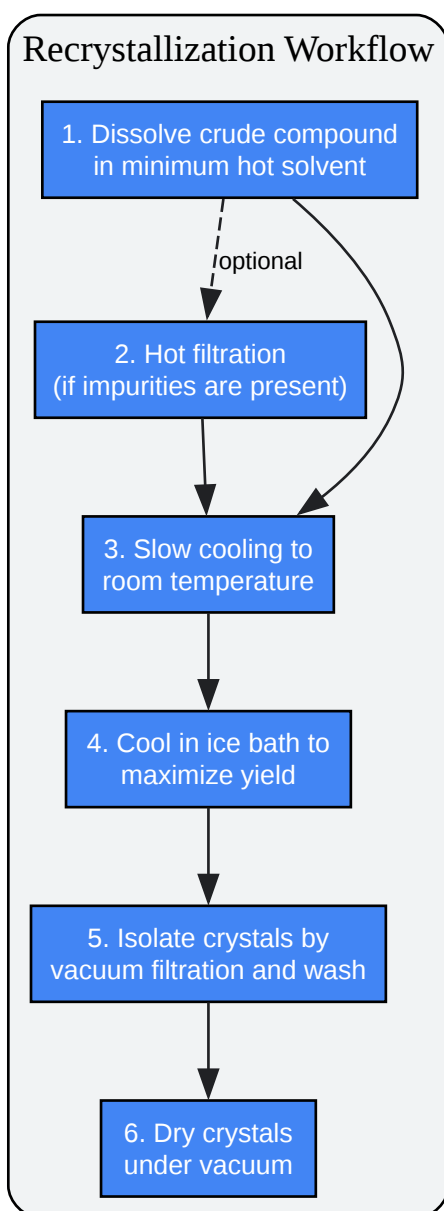 Recrystallization Workflow
1. Dissolve crude compound
in minimum hot solvent
optional
2. Hot filtration
(if impurities are present)
3. Slow cooling to
room temperature
4. Cool in ice bath to
maximize yield
5. Isolate crystals by
vacuum filtration and wash
6. Dry crystals
under vacuum